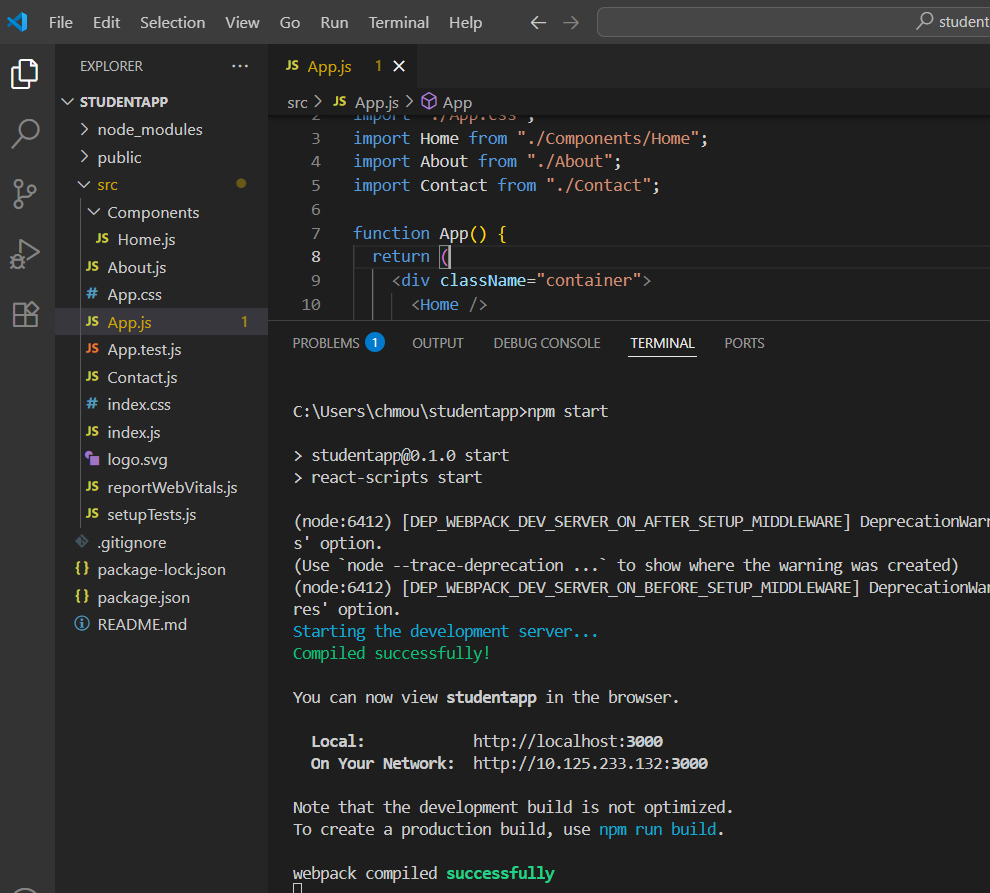 File Edit Selection View Go Run Terminal Help
student
EXPLORER
STUDENTAPP
node_modules
public
src
Components
JS Home.js
JS About.js
# App.css
JS App.js 1
JS App.test.js
JS Contact.js
# index.css
JS index.js
logo.svg
JS reportWebVitals.js
JS setupTests.js
.gitignore
{} package-lock.json
{} package.json
README.md
JS App.js 1
src > JS App.js > App
2 import "./App.css";
3 import Home from "./Components/Home";
4 import About from "./About";
5 import Contact from "./Contact";
6
7 function App() {
8 return (
9 <div className="container">
10 <Home />
PROBLEMS 1 OUTPUT DEBUG CONSOLE TERMINAL PORTS
C:\Users\chmou\studentapp>npm start
> studentapp@0.1.0 start
> react-scripts start
(node:6412) [DEP_WEBPACK_DEV_SERVER_ON_AFTER_SETUP_MIDDLEWARE] DeprecationWarn
s' option.
(Use `node --trace-deprecation ...` to show where the warning was created)
(node:6412) [DEP_WEBPACK_DEV_SERVER_ON_BEFORE_SETUP_MIDDLEWARE] DeprecationWar
res' option.
Starting the development server...
Compiled successfully!
You can now view studentapp in the browser.
Local: http://localhost:3000
On Your Network: http://10.125.233.132:3000
Note that the development build is not optimized.
To create a production build, use npm run build.
webpack compiled successfully